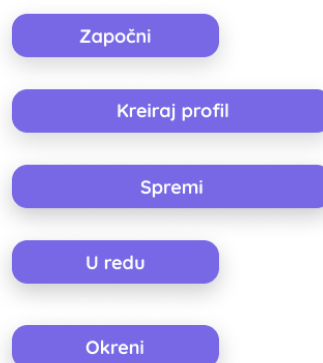 Započni
Kreiraj profil
Spremi
U redu
Okreni